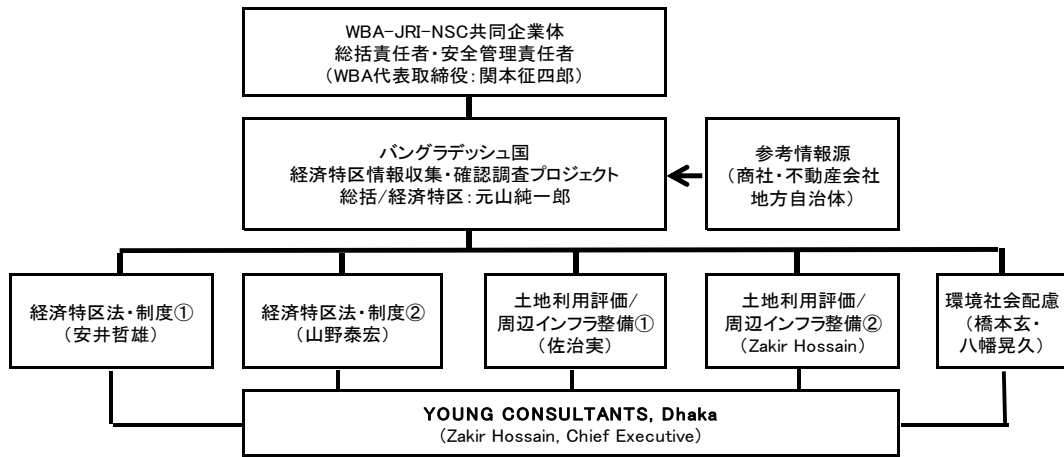 WBA-JRI-NSC共同企業体
総括責任者・安全管理責任者
（WBA代表取締役：関本征四郎）
バングラデッシュ国
経済特区情報収集・確認調査プロジェクト
総括/経済特区：元山純一郎
参考情報源
（商社・不動産会社
地方自治体）
経済特区法・制度①
（安井哲雄）
経済特区法・制度②
（山野泰宏）
土地利用評価/
周辺インフラ整備①
（佐治実）
土地利用評価/
周辺インフラ整備②
（Zakir Hossain）
環境社会配慮
（橋本玄・
八幡晃久）
YOUNG CONSULTANTS, Dhaka
（Zakir Hossain, Chief Executive）